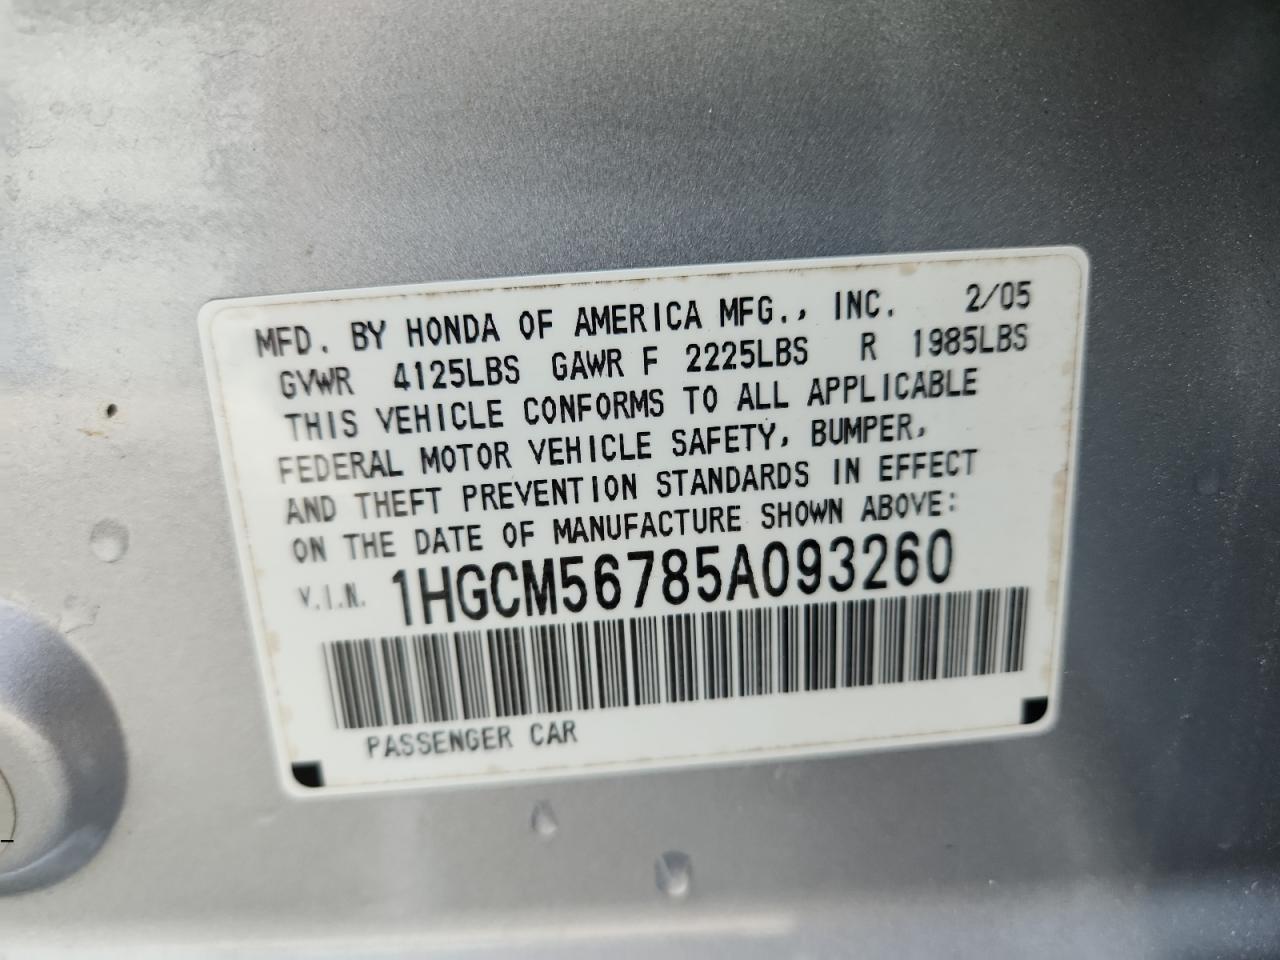 MFD. BY HONDA OF AMERICA MFG., INC. 2/05
GVWR 4125LBS GAWR F 2225LBS R 1985LBS
THIS VEHICLE CONFORMS TO ALL APPLICABLE
FEDERAL MOTOR VEHICLE SAFETY, BUMPER,
AND THEFT PREVENTION STANDARDS IN EFFECT
ON THE DATE OF MANUFACTURE SHOWN ABOVE:
V.I.N. 1HGCM56785A093260
PASSENGER CAR